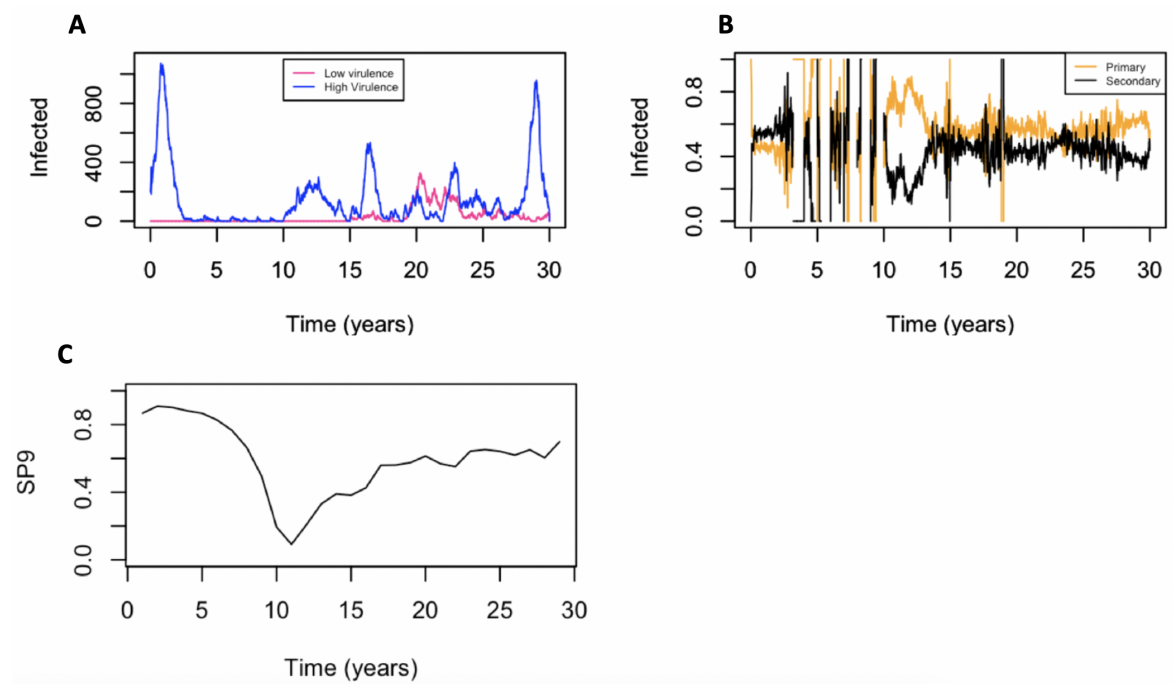 A
Infected
0 400 800
Low virulence
High Virulence
0 5 10 15 20 25 30
Time (years)
B
Infected
0.0 0.4 0.8
Primary
Secondary
0 5 10 15 20 25 30
Time (years)
C
SP9
0.0 0.4 0.8
0 5 10 15 20 25 30
Time (years)